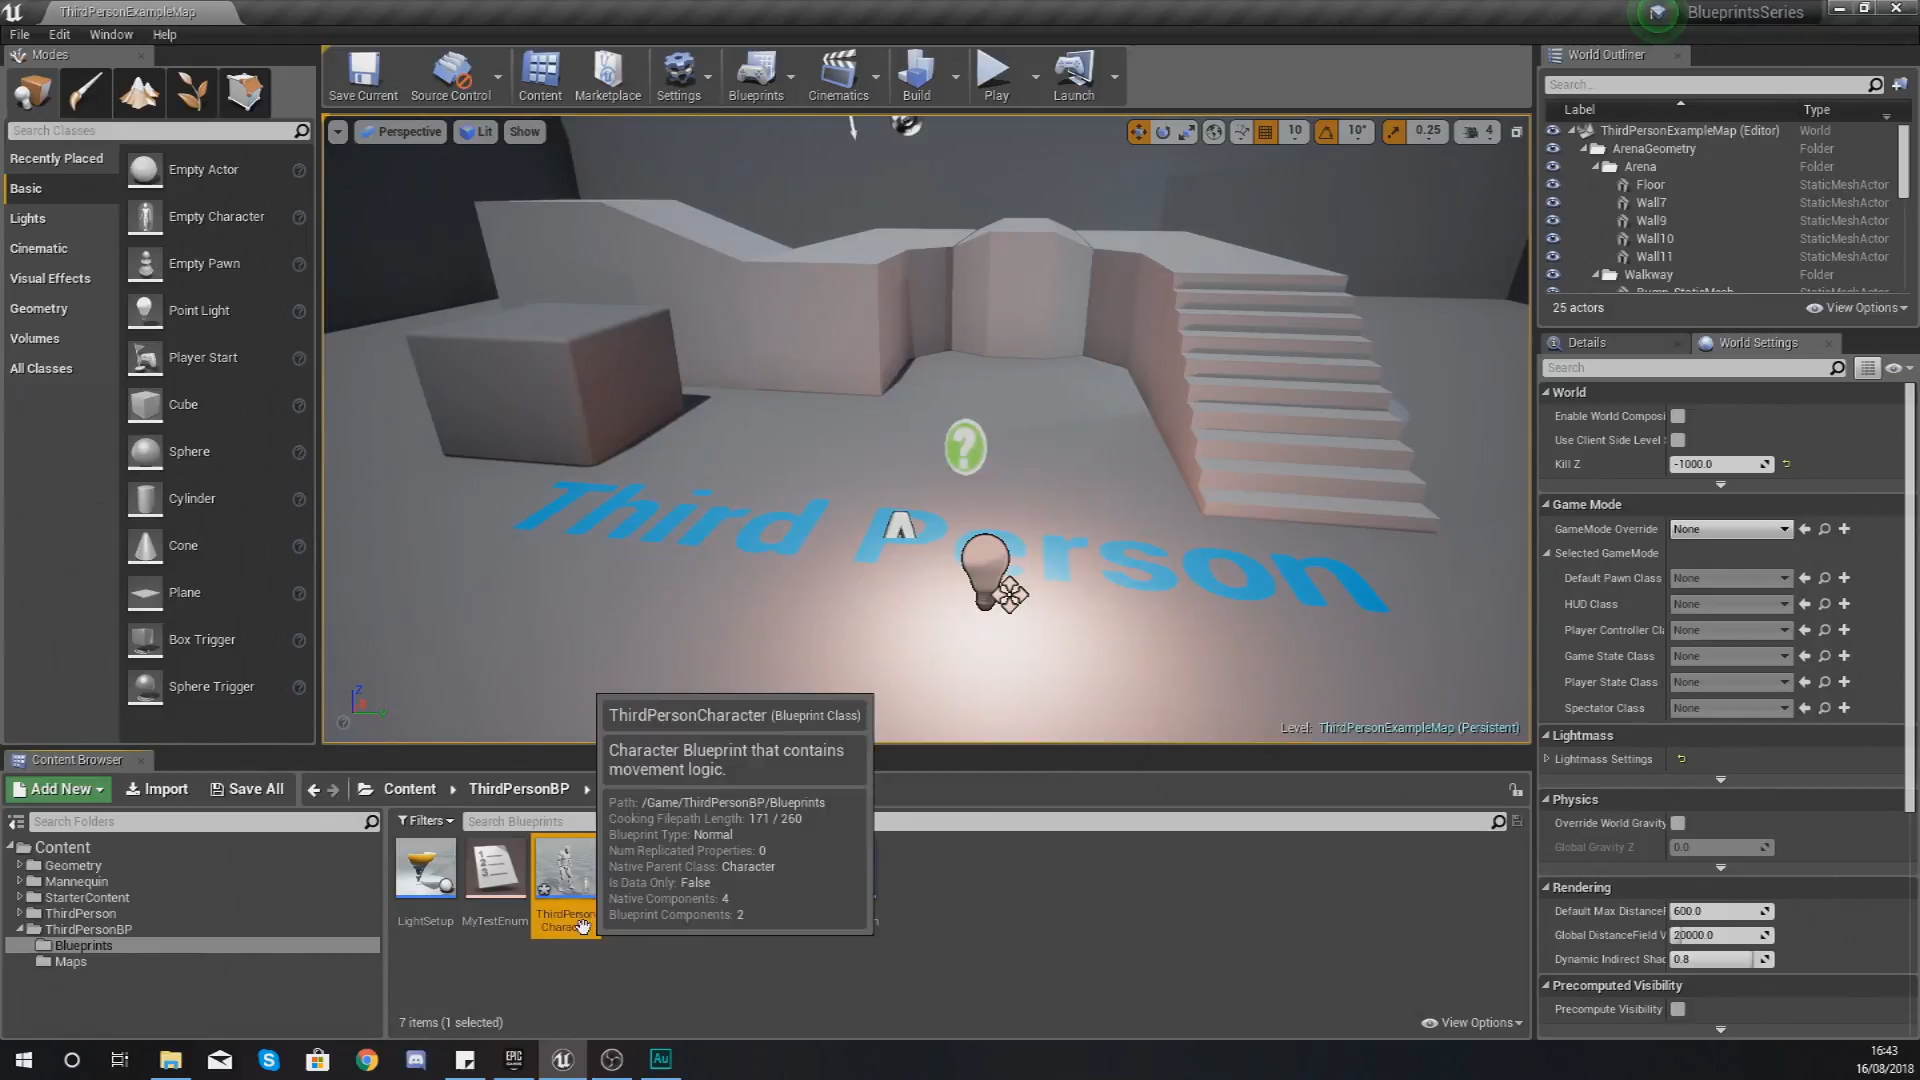 ThirdPersonExampleMap
BlueprintsSeries
File Edit Window Help
Modes
Search Classes
Recently Placed
Basic
Lights
Cinematic
Visual Effects
Geometry
Volumes
All Classes
Empty Actor
Empty Character
Empty Pawn
Point Light
Player Start
Cube
Sphere
Cylinder
Cone
Plane
Box Trigger
Sphere Trigger
Save Current
Source Control
Content
Marketplace
Settings
Blueprints
Cinematics
Build
Play
Launch
Perspective
Lit
Show
10
10°
0.25
4
Third Person
Level: ThirdPersonExampleMap (Persistent)
World Outliner
Search...
Label Type
ThirdPersonExampleMap (Editor) World
ArenaGeometry Folder
Arena Folder
Floor StaticMeshActor
Wall7 StaticMeshActor
Wall9 StaticMeshActor
Wall10 StaticMeshActor
Wall11 StaticMeshActor
Walkway Folder
Bump_StaticMesh StaticMeshActor
25 actors
View Options
Details
World Settings
Search
World
Enable World Composi
Use Client Side Level
Kill Z -1000.0
Game Mode
GameMode Override None
Selected GameMode
Default Pawn Class None
HUD Class None
Player Controller Cl None
Game State Class None
Player State Class None
Spectator Class None
Lightmass
Lightmass Settings
Physics
Override World Gravity
Global Gravity Z 0.0
Rendering
Default Max DistanceF 600.0
Global DistanceField V 20000.0
Dynamic Indirect Shac 0.8
Precomputed Visibility
Precompute Visibility
Content Browser
Add New
Import
Save All
Content
ThirdPersonBP
Search Folders
Content
Geometry
Mannequin
StarterContent
ThirdPerson
ThirdPersonBP
Blueprints
Maps
Filters
Search Blueprints
LightSetup
MyTestEnum
ThirdPerson
Charac
ThirdPersonCharacter (Blueprint Class)
Character Blueprint that contains
movement logic.
Path: /Game/ThirdPersonBP/Blueprints
Cooking Filepath Length: 171 / 260
Blueprint Type: Normal
Num Replicated Properties: 0
Native Parent Class: Character
Is Data Only: False
Native Components: 4
Blueprint Components: 2
7 items (1 selected)
View Options
EPIC
GAMES
Au
16:43
16/08/2018